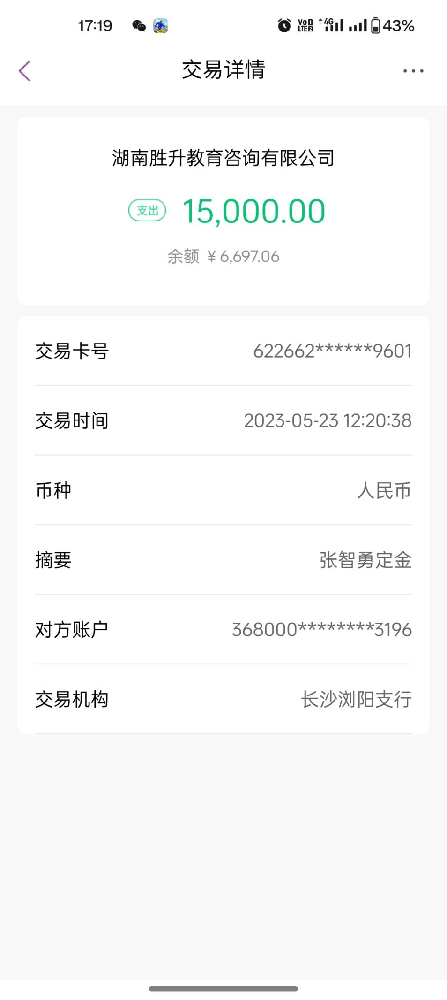 17:19 VoD LTE2 4G 43%
交易详情
湖南胜升教育咨询有限公司
支出 15,000.00
余额 ¥ 6,697.06
交易卡号 622662******9601
交易时间 2023-05-23 12:20:38
币种 人民币
摘要 张智勇定金
对方账户 368000********3196
交易机构 长沙浏阳支行